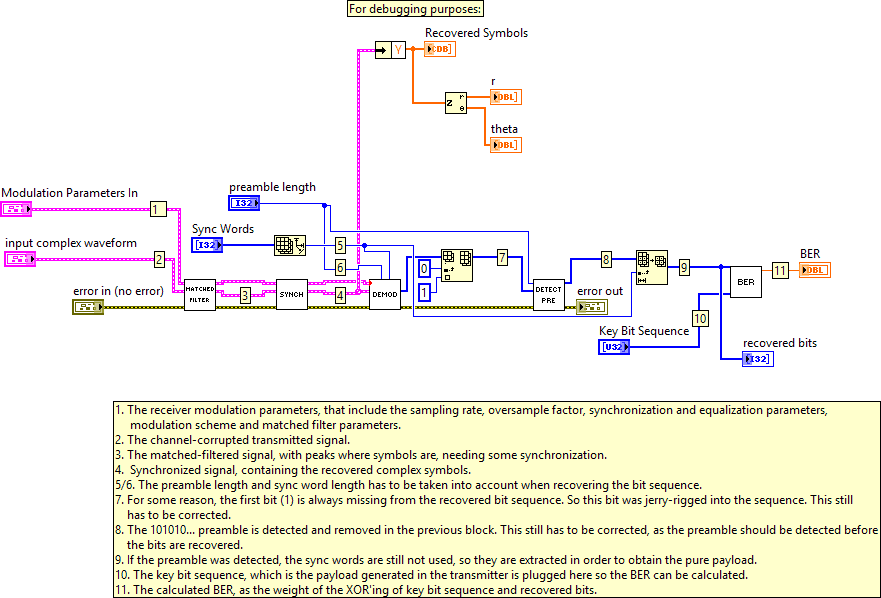 For debugging purposes:
Recovered Symbols
Y
CDB]
r
z
r
θ
DBL]
theta
DBL]
Modulation Parameters In
1
preamble length
I32
Sync Words
[I32]
5
input complex waveform
2
6
0
7
8
9
11
BER
DBL
MATCHED
FILTER
3
SYNCH
4
DEMOD
1
DETECT
PRE
BER
error in (no error)
error out
10
Key Bit Sequence
[U32]
recovered bits
I32]
1. The receiver modulation parameters, that include the sampling rate, oversample factor, synchronization and equalization parameters,
modulation scheme and matched filter parameters.
2. The channel-corrupted transmitted signal.
3. The matched-filtered signal, with peaks where symbols are, needing some synchronization.
4. Synchronized signal, containing the recovered complex symbols.
5/6. The preamble length and sync word length has to be taken into account when recovering the bit sequence.
7. For some reason, the first bit (1) is always missing from the recovered bit sequence. So this bit was jerry-rigged into the sequence. This still
has to be corrected.
8. The 101010... preamble is detected and removed in the previous block. This still has to be corrected, as the preamble should be detected before
the bits are recovered.
9. If the preamble was detected, the sync words are still not used, so they are extracted in order to obtain the pure payload.
10. The key bit sequence, which is the payload generated in the transmitter is plugged here so the BER can be calculated.
11. The calculated BER, as the weight of the XOR'ing of key bit sequence and recovered bits.